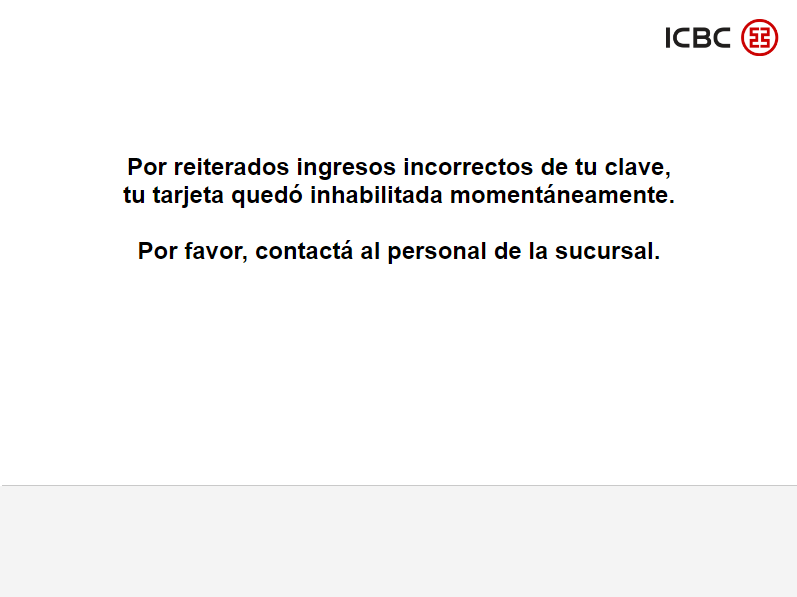 ICBC
Por reiterados ingresos incorrectos de tu clave,
tu tarjeta quedó inhabilitada momentáneamente.
Por favor, contactá al personal de la sucursal.